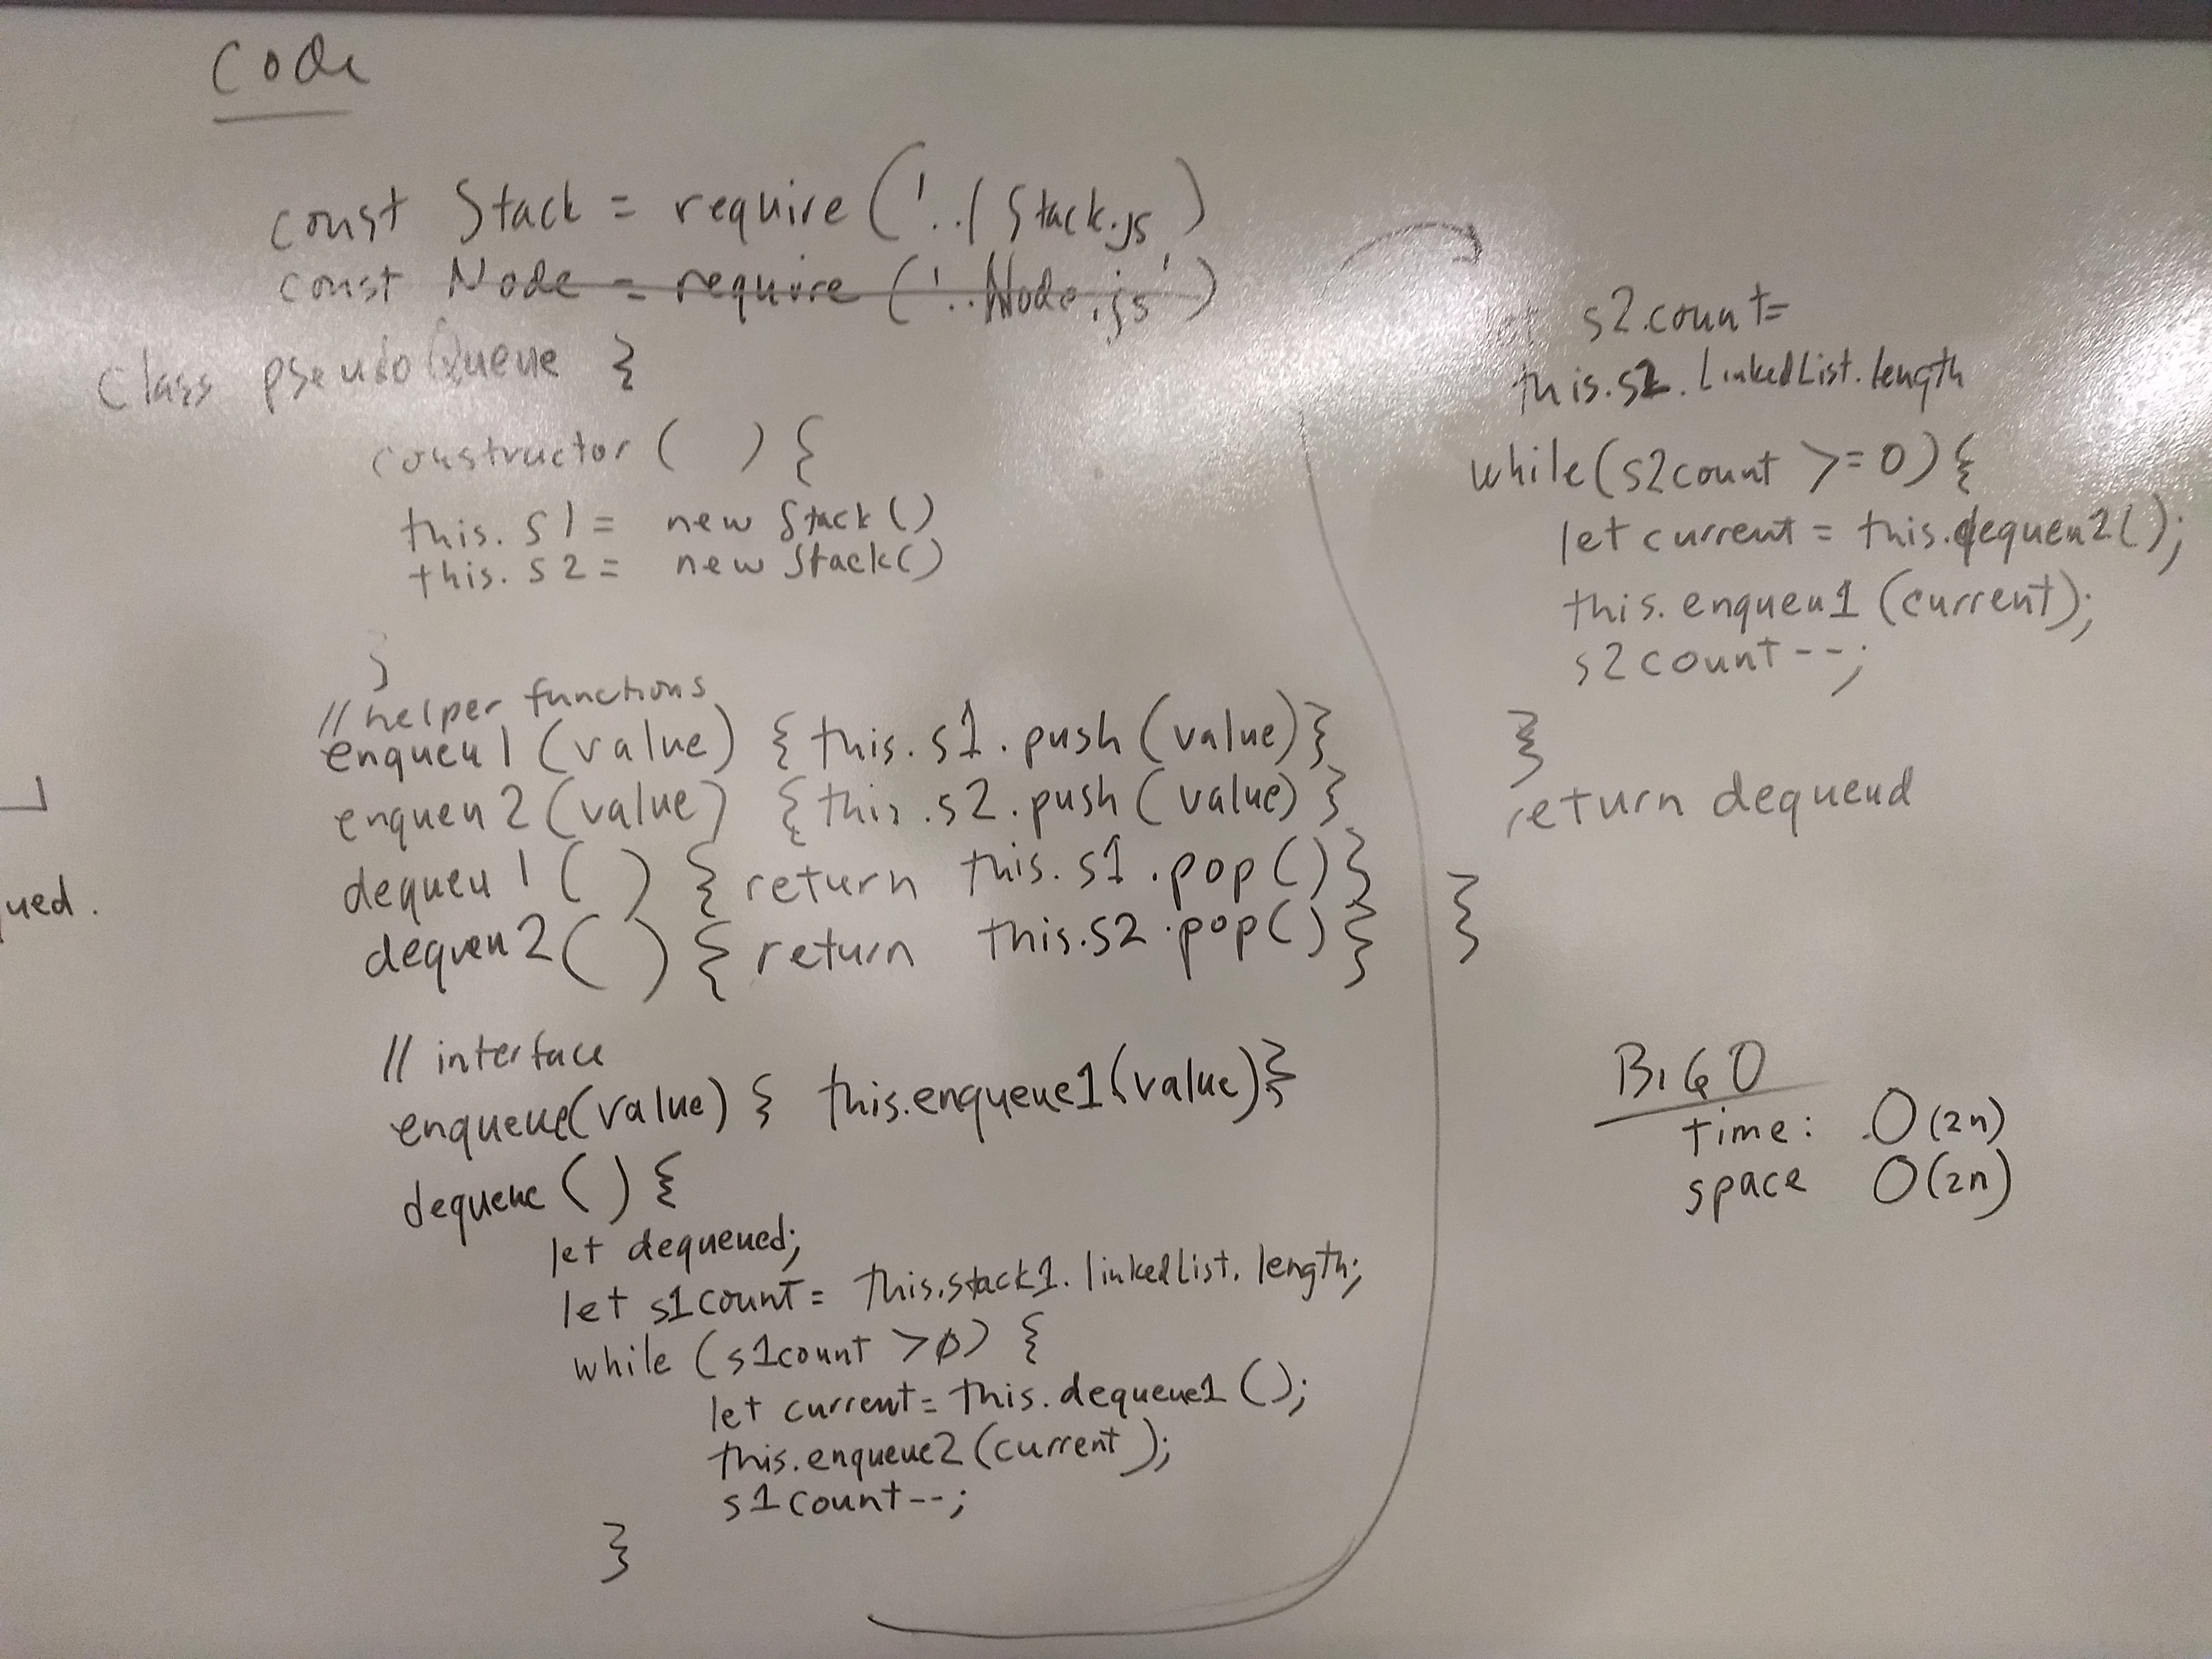 Code
const Stack = require('../Stack.js')
const Node = require('..Node.js')
Class pseudoQueue {
constructor ( ) {
this.s1 = new Stack()
this.s2 = new Stack()
}
// helper functions
enqueu1 (value) {this.s1.push(value)}
enqueu2 (value) {this.s2.push(value)}
dequeu1 ( ) {return this.s1.pop()}
dequeu2 ( ) {return this.s2.pop()}
// interface
enqueue(value) { this.enqueue1(value)}
dequeue () {
let dequeued;
let s1count = this.stack1.linkedlist.length;
while (s1count >0) {
let current = this.dequeue1();
this.enqueue2(current);
s1count--;
}
s2.count=
this.s2.LinkedList.length
while(s2count >=0){
let current = this.dequeu2();
this.enqueu1(current);
s2count--;
}
return dequeud
}
BIG O
time: O(2n)
space O(2n)
ued.